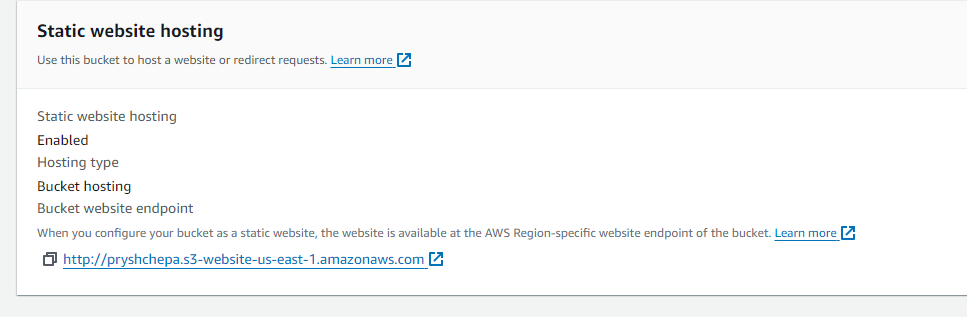 Static website hosting
Use this bucket to host a website or redirect requests. Learn more
Static website hosting
Enabled
Hosting type
Bucket hosting
Bucket website endpoint
When you configure your bucket as a static website, the website is available at the AWS Region-specific website endpoint of the bucket. Learn more
http://pryshchepa.s3-website-us-east-1.amazonaws.com